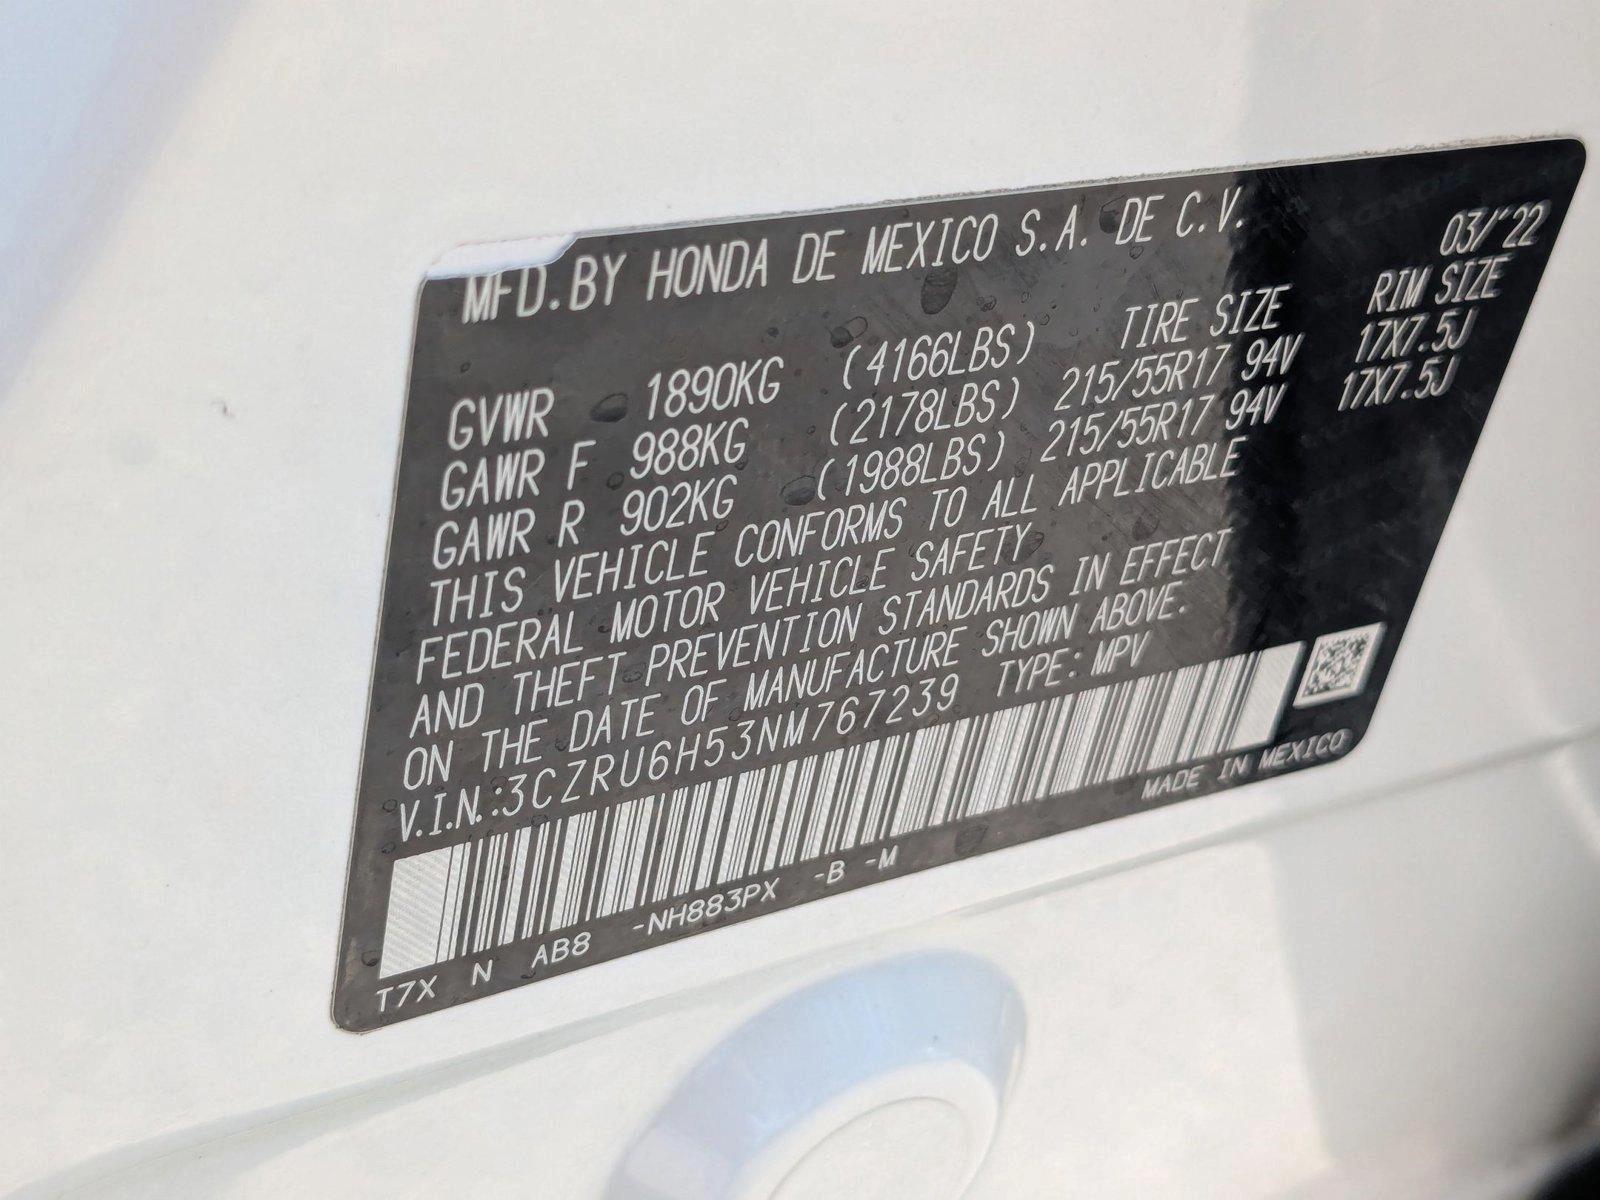 MFD.BY HONDA DE MEXICO S.A. DE C.V. 03/'22
TIRE SIZE RIM SIZE
GVWR 1890KG (4166LBS)
GAWR F 988KG (2178LBS) 215/55R17 94V 17X7.5J
GAWR R 902KG (1988LBS) 215/55R17 94V 17X7.5J
THIS VEHICLE CONFORMS TO ALL APPLICABLE
FEDERAL MOTOR VEHICLE SAFETY
AND THEFT PREVENTION STANDARDS IN EFFECT
ON THE DATE OF MANUFACTURE SHOWN ABOVE.
V.I.N.:3CZRU6H53NM767239 TYPE: MPV
MADE IN MEXICO
T7X N AB8 -NH883PX -B -M